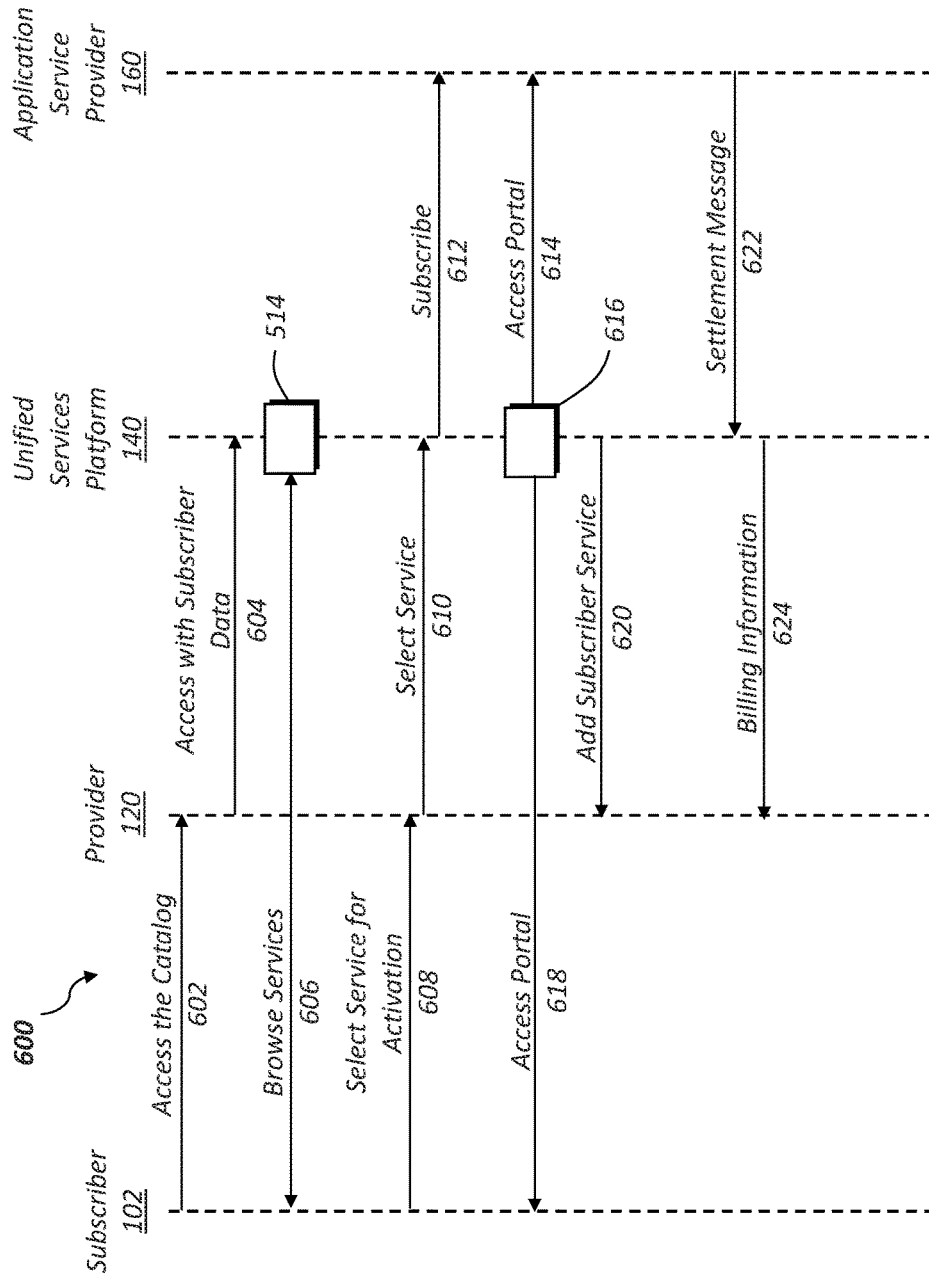 600
Subscriber
102
Provider
120
Unified
Services
Platform
140
Application
Service
Provider
160
Access the Catalog
602
Access with Subscriber
Data
604
Browse Services
606
514
Select Service for
Activation
608
Select Service
610
Subscribe
612
Access Portal
614
616
Access Portal
618
Add Subscriber Service
620
Settlement Message
622
Billing Information
624